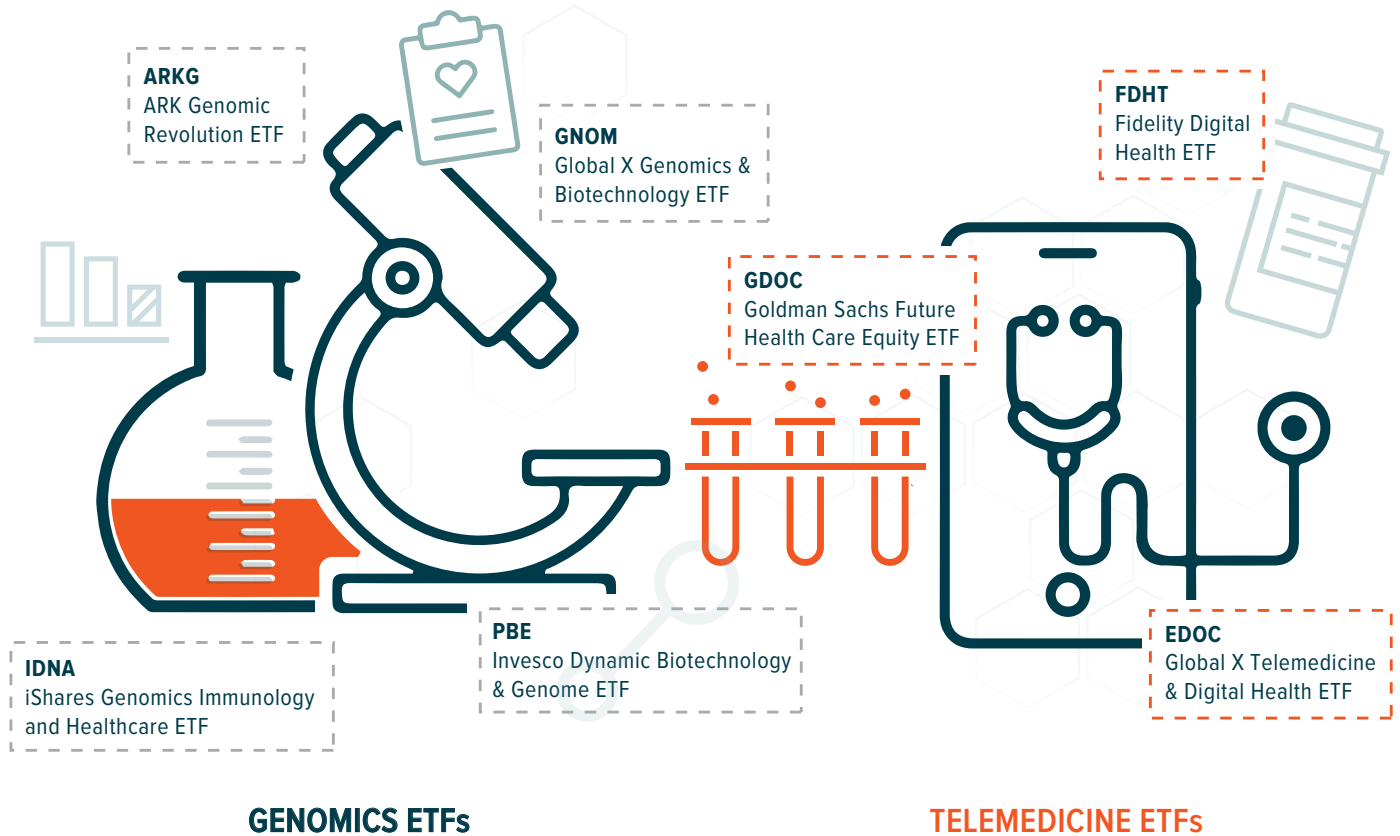 ARKG
ARK Genomic
Revolution ETF
GNOM
Global X Genomics &
Biotechnology ETF
FDHT
Fidelity Digital
Health ETF
GDOC
Goldman Sachs Future
Health Care Equity ETF
IDNA
iShares Genomics Immunology
and Healthcare ETF
PBE
Invesco Dynamic Biotechnology
& Genome ETF
EDOC
Global X Telemedicine
& Digital Health ETF
GENOMICS ETFs
TELEMEDICINE ETFs